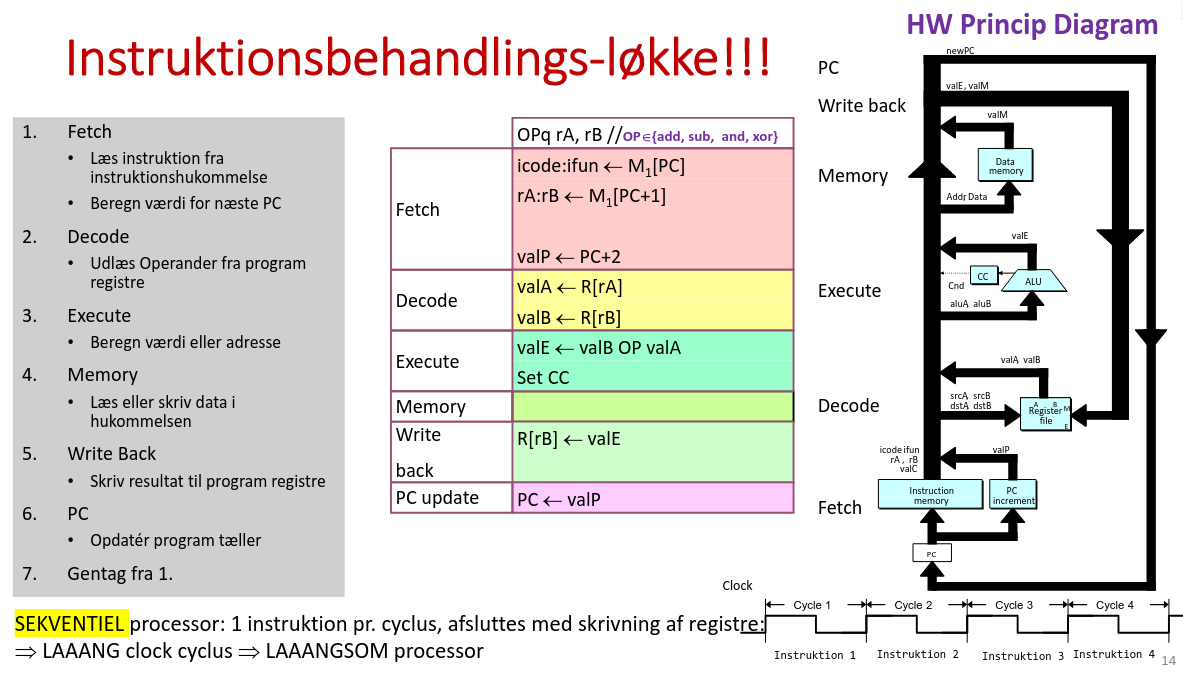 HW Princip Diagram
Instruktionsbehandlings-løkke!!!
1. Fetch
• Læs instruktion fra
instruktionshukommelse
• Beregn værdi for næste PC
2. Decode
• Udlæs Operander fra program
registre
3. Execute
• Beregn værdi eller adresse
4. Memory
• Læs eller skriv data i
hukommelsen
5. Write Back
• Skriv resultat til program registre
6. PC
• Opdatér program tæller
7. Gentag fra 1.
OPq rA, rB //OP∈{add, sub, and, xor}
Fetch
icode:ifun ← M₁[PC]
rA:rB ← M₁[PC+1]
valP ← PC+2
Decode
valA ← R[rA]
valB ← R[rB]
Execute
valE ← valB OP valA
Set CC
Memory
Write
back
R[rB] ← valE
PC update
PC ← valP
newPC
PC
valE, valM
Write back
valM
Data
memory
Memory
Addr, Data
valE
CC
ALU
Cnd
Execute
aluA, aluB
valA, valB
srcA, srcB
dstA, dstB
A B
M
Register
file
E
Decode
icode ifun
rA , rB
valC
valP
Instruction
memory
PC
increment
Fetch
PC
Clock
Cycle 1 Cycle 2 Cycle 3 Cycle 4
Instruktion 1 Instruktion 2 Instruktion 3 Instruktion 4
SEKVENTIEL processor: 1 instruktion pr. cyclus, afsluttes med skrivning af registre:
⇒ LAAANG clock cyclus ⇒ LAAANGSOM processor
14